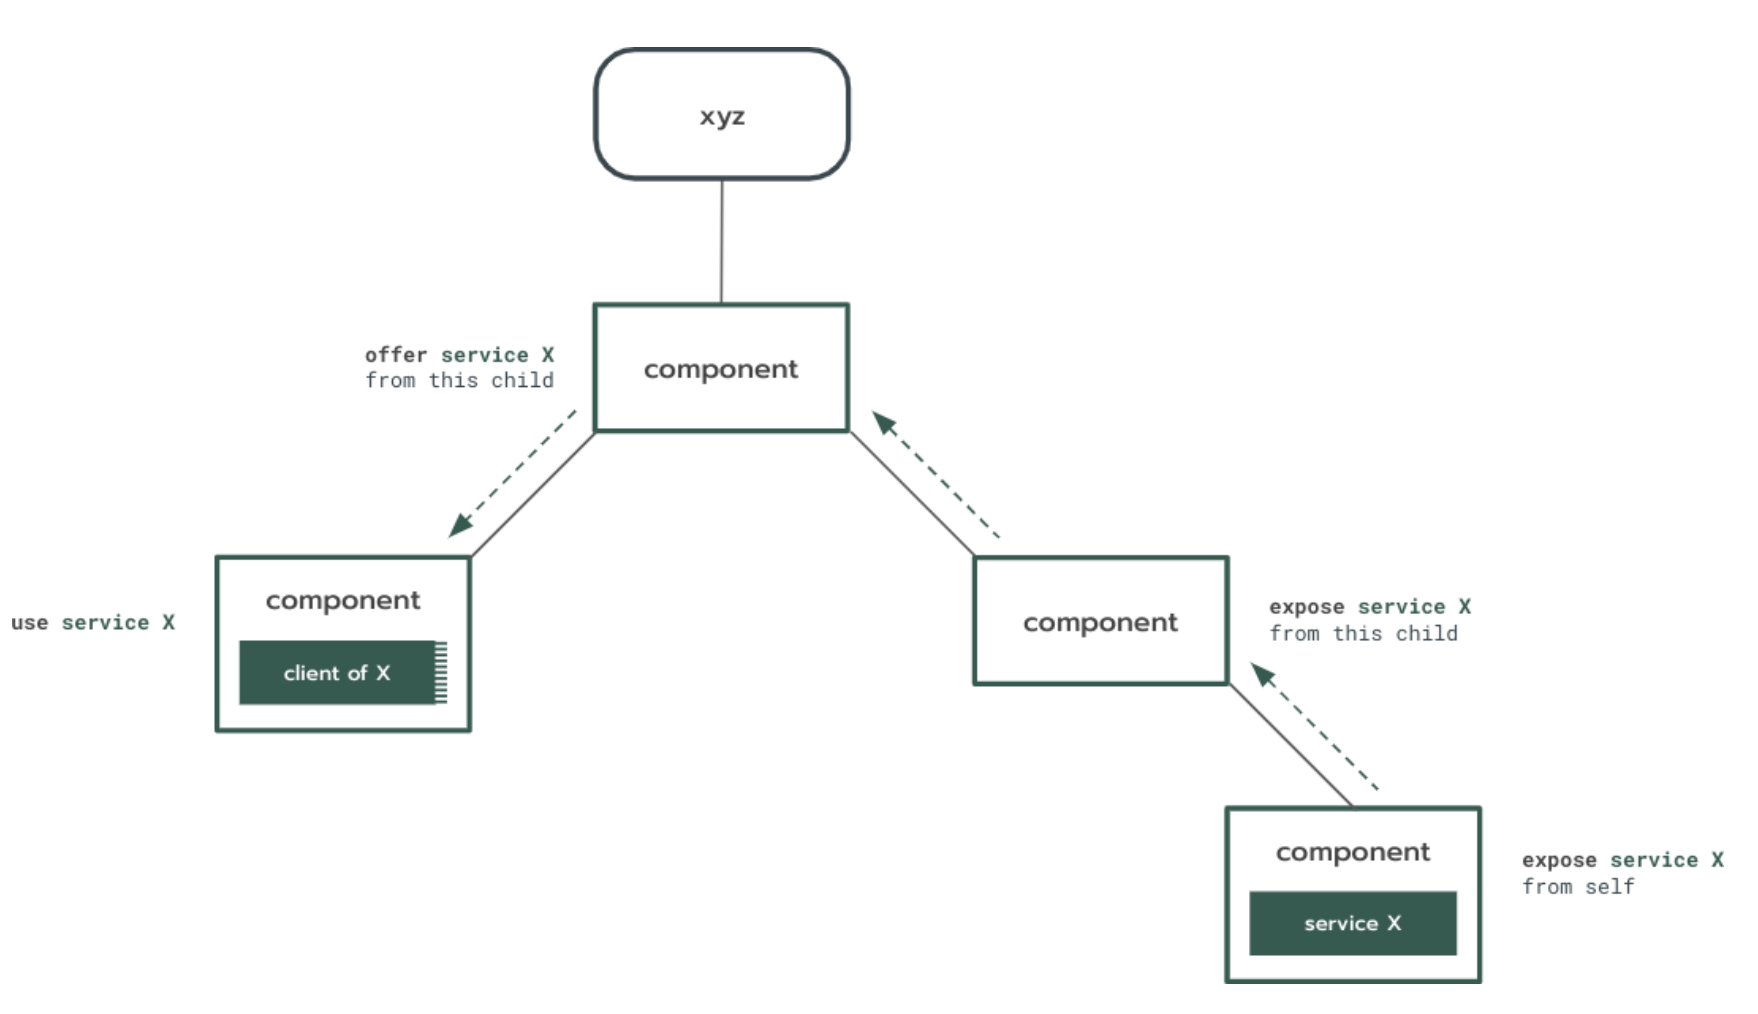 xyz
offer service X
from this child
component
component
client of X
use service X
component
expose service X
from this child
component
service X
expose service X
from self